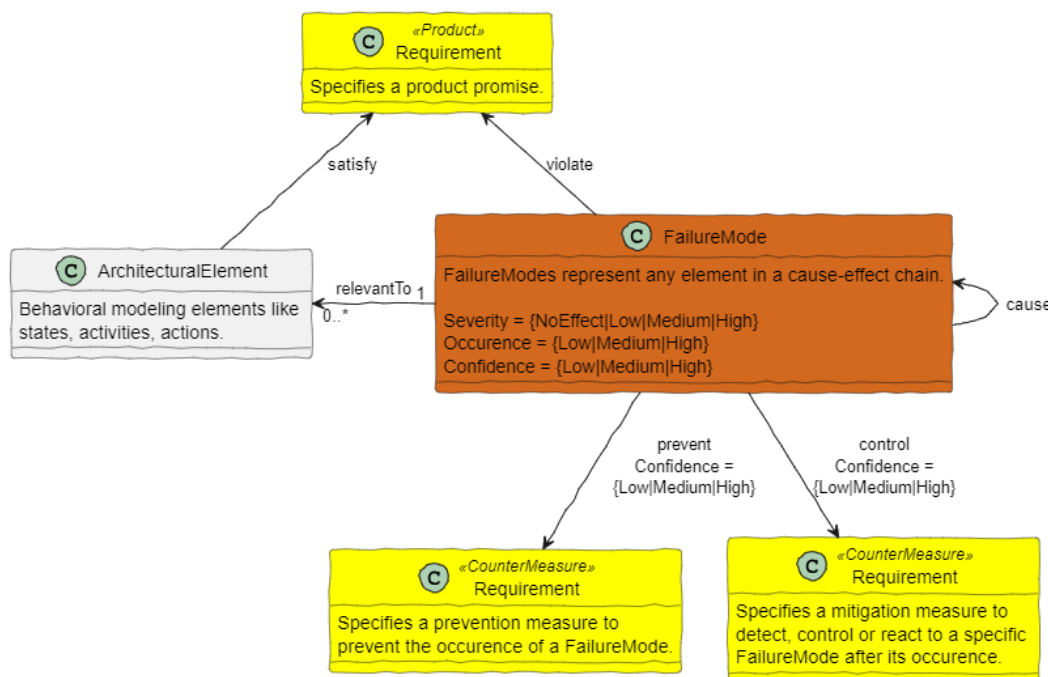 C
«Product»
Requirement
Specifies a product promise.
satisfy
violate
C
ArchitecturalElement
Behavioral modeling elements like
states, activities, actions.
relevantTo
1
0..*
C
FailureMode
FailureModes represent any element in a cause-effect chain.
Severity = {NoEffect|Low|Medium|High}
Occurence = {Low|Medium|High}
Confidence = {Low|Medium|High}
cause
prevent
Confidence =
{Low|Medium|High}
control
Confidence =
{Low|Medium|High}
C
«CounterMeasure»
Requirement
Specifies a prevention measure to
prevent the occurence of a FailureMode.
C
«CounterMeasure»
Requirement
Specifies a mitigation measure to
detect, control or react to a specific
FailureMode after its occurence.